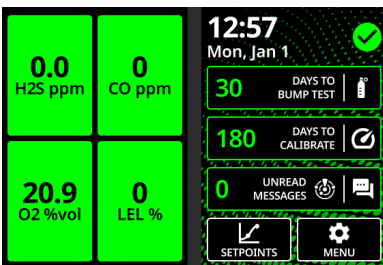 0.0
H2S ppm
0
CO ppm
20.9
O2 %vol
0
LEL %
12:57
Mon, Jan 1
30
DAYS TO
BUMP TEST
180
DAYS TO
CALIBRATE
0
UNREAD
MESSAGES
SETPOINTS
MENU